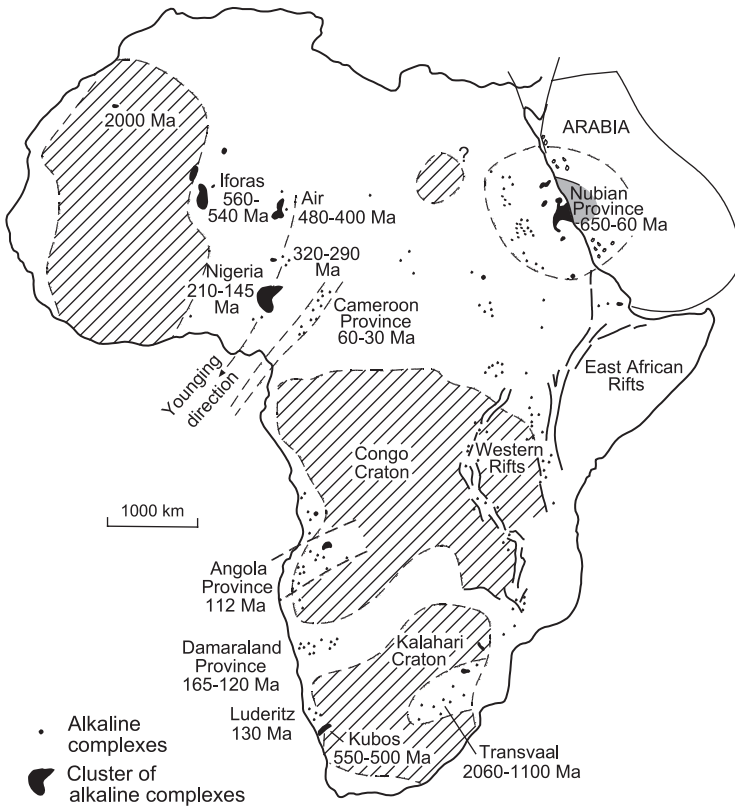 2000 Ma
ARABIA
?
Iforas
560-
540 Ma
Air
480-400 Ma
Nubian
Province
-650-60 Ma
320-290
Ma
Nigeria
210-145
Ma
Cameroon
Province
60-30 Ma
Younging
direction
East African
Rifts
Congo
Craton
Western
Rifts
1000 km
Angola
Province
112 Ma
Damaraland
Province
165-120 Ma
Kalahari
Craton
Luderitz
130 Ma
Kubos
550-500 Ma
Transvaal
2060-1100 Ma
Alkaline
complexes
Cluster of
alkaline complexes